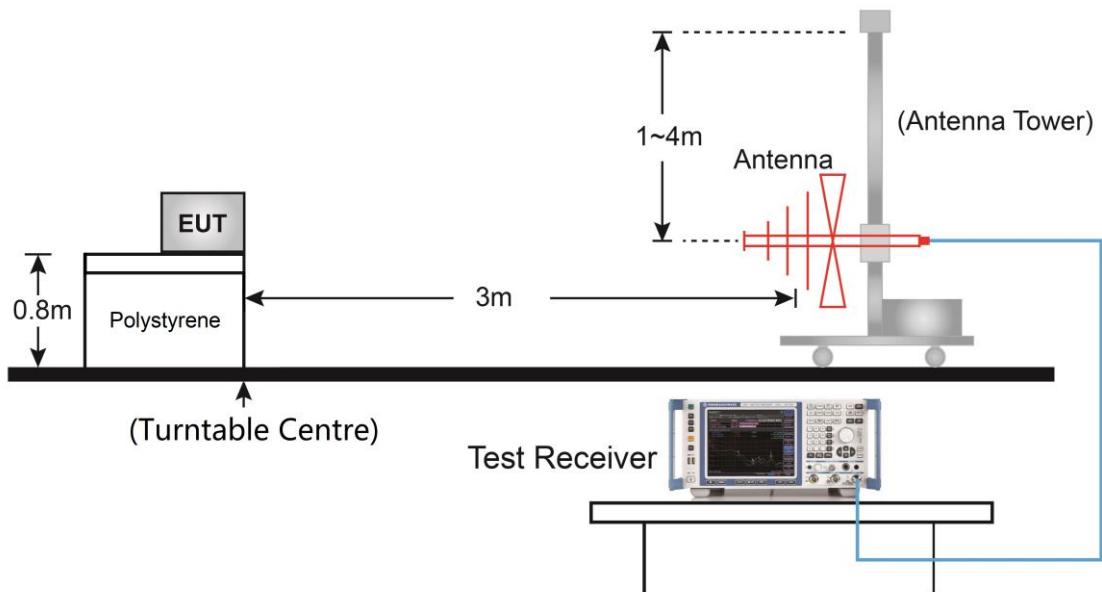 1~4m
(Antenna Tower)
Antenna
EUT
3m
0.8m
Polystyrene
(Turntable Centre)
Test Receiver